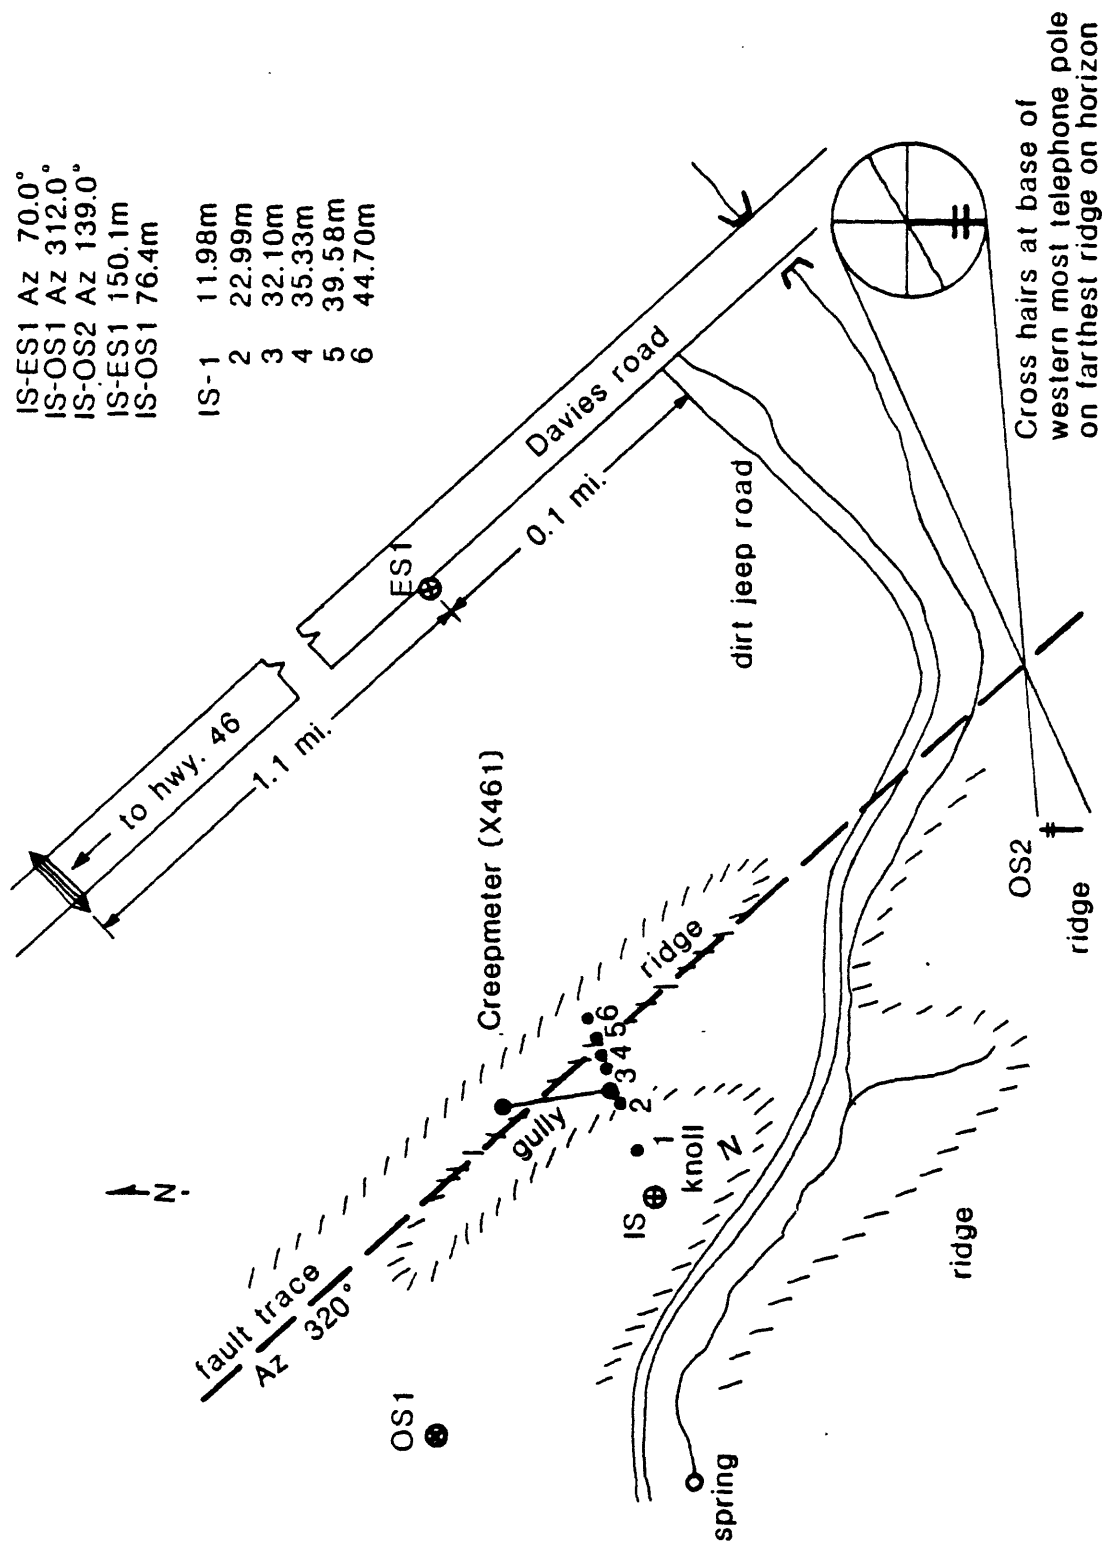 IS-ES1 Az 70.0°
IS-OS1 Az 312.0°
IS-OS2 Az 139.0°
IS-ES1 150.1m
IS-OS1 76.4m
IS-1 11.98m
2 22.99m
3 32.10m
4 35.33m
5 39.58m
6 44.70m
to hwy. 46
1.1 mi.
ES1
0.1 mi.
Davies road
dirt jeep road
N
Creepmeter (X461)
fault trace
Az 320°
OS1
gully
ridge
IS
1
2
3
4
5
6
knoll
N
spring
ridge
OS2
ridge
Cross hairs at base of
western most telephone pole
on farthest ridge on horizon